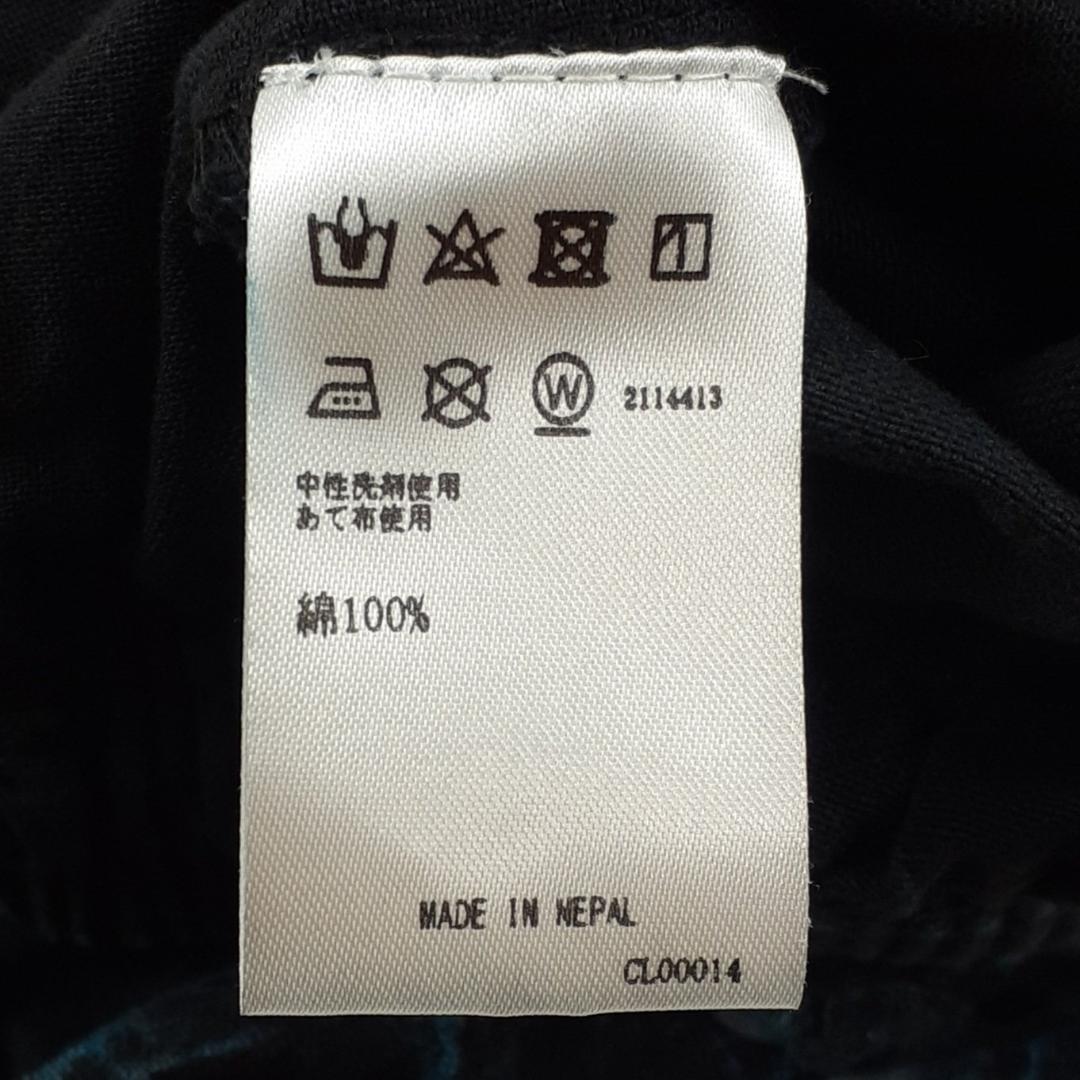 W 2114413
中性洗剤使用
あて布使用
綿100%
MADE IN NEPAL
CL00014